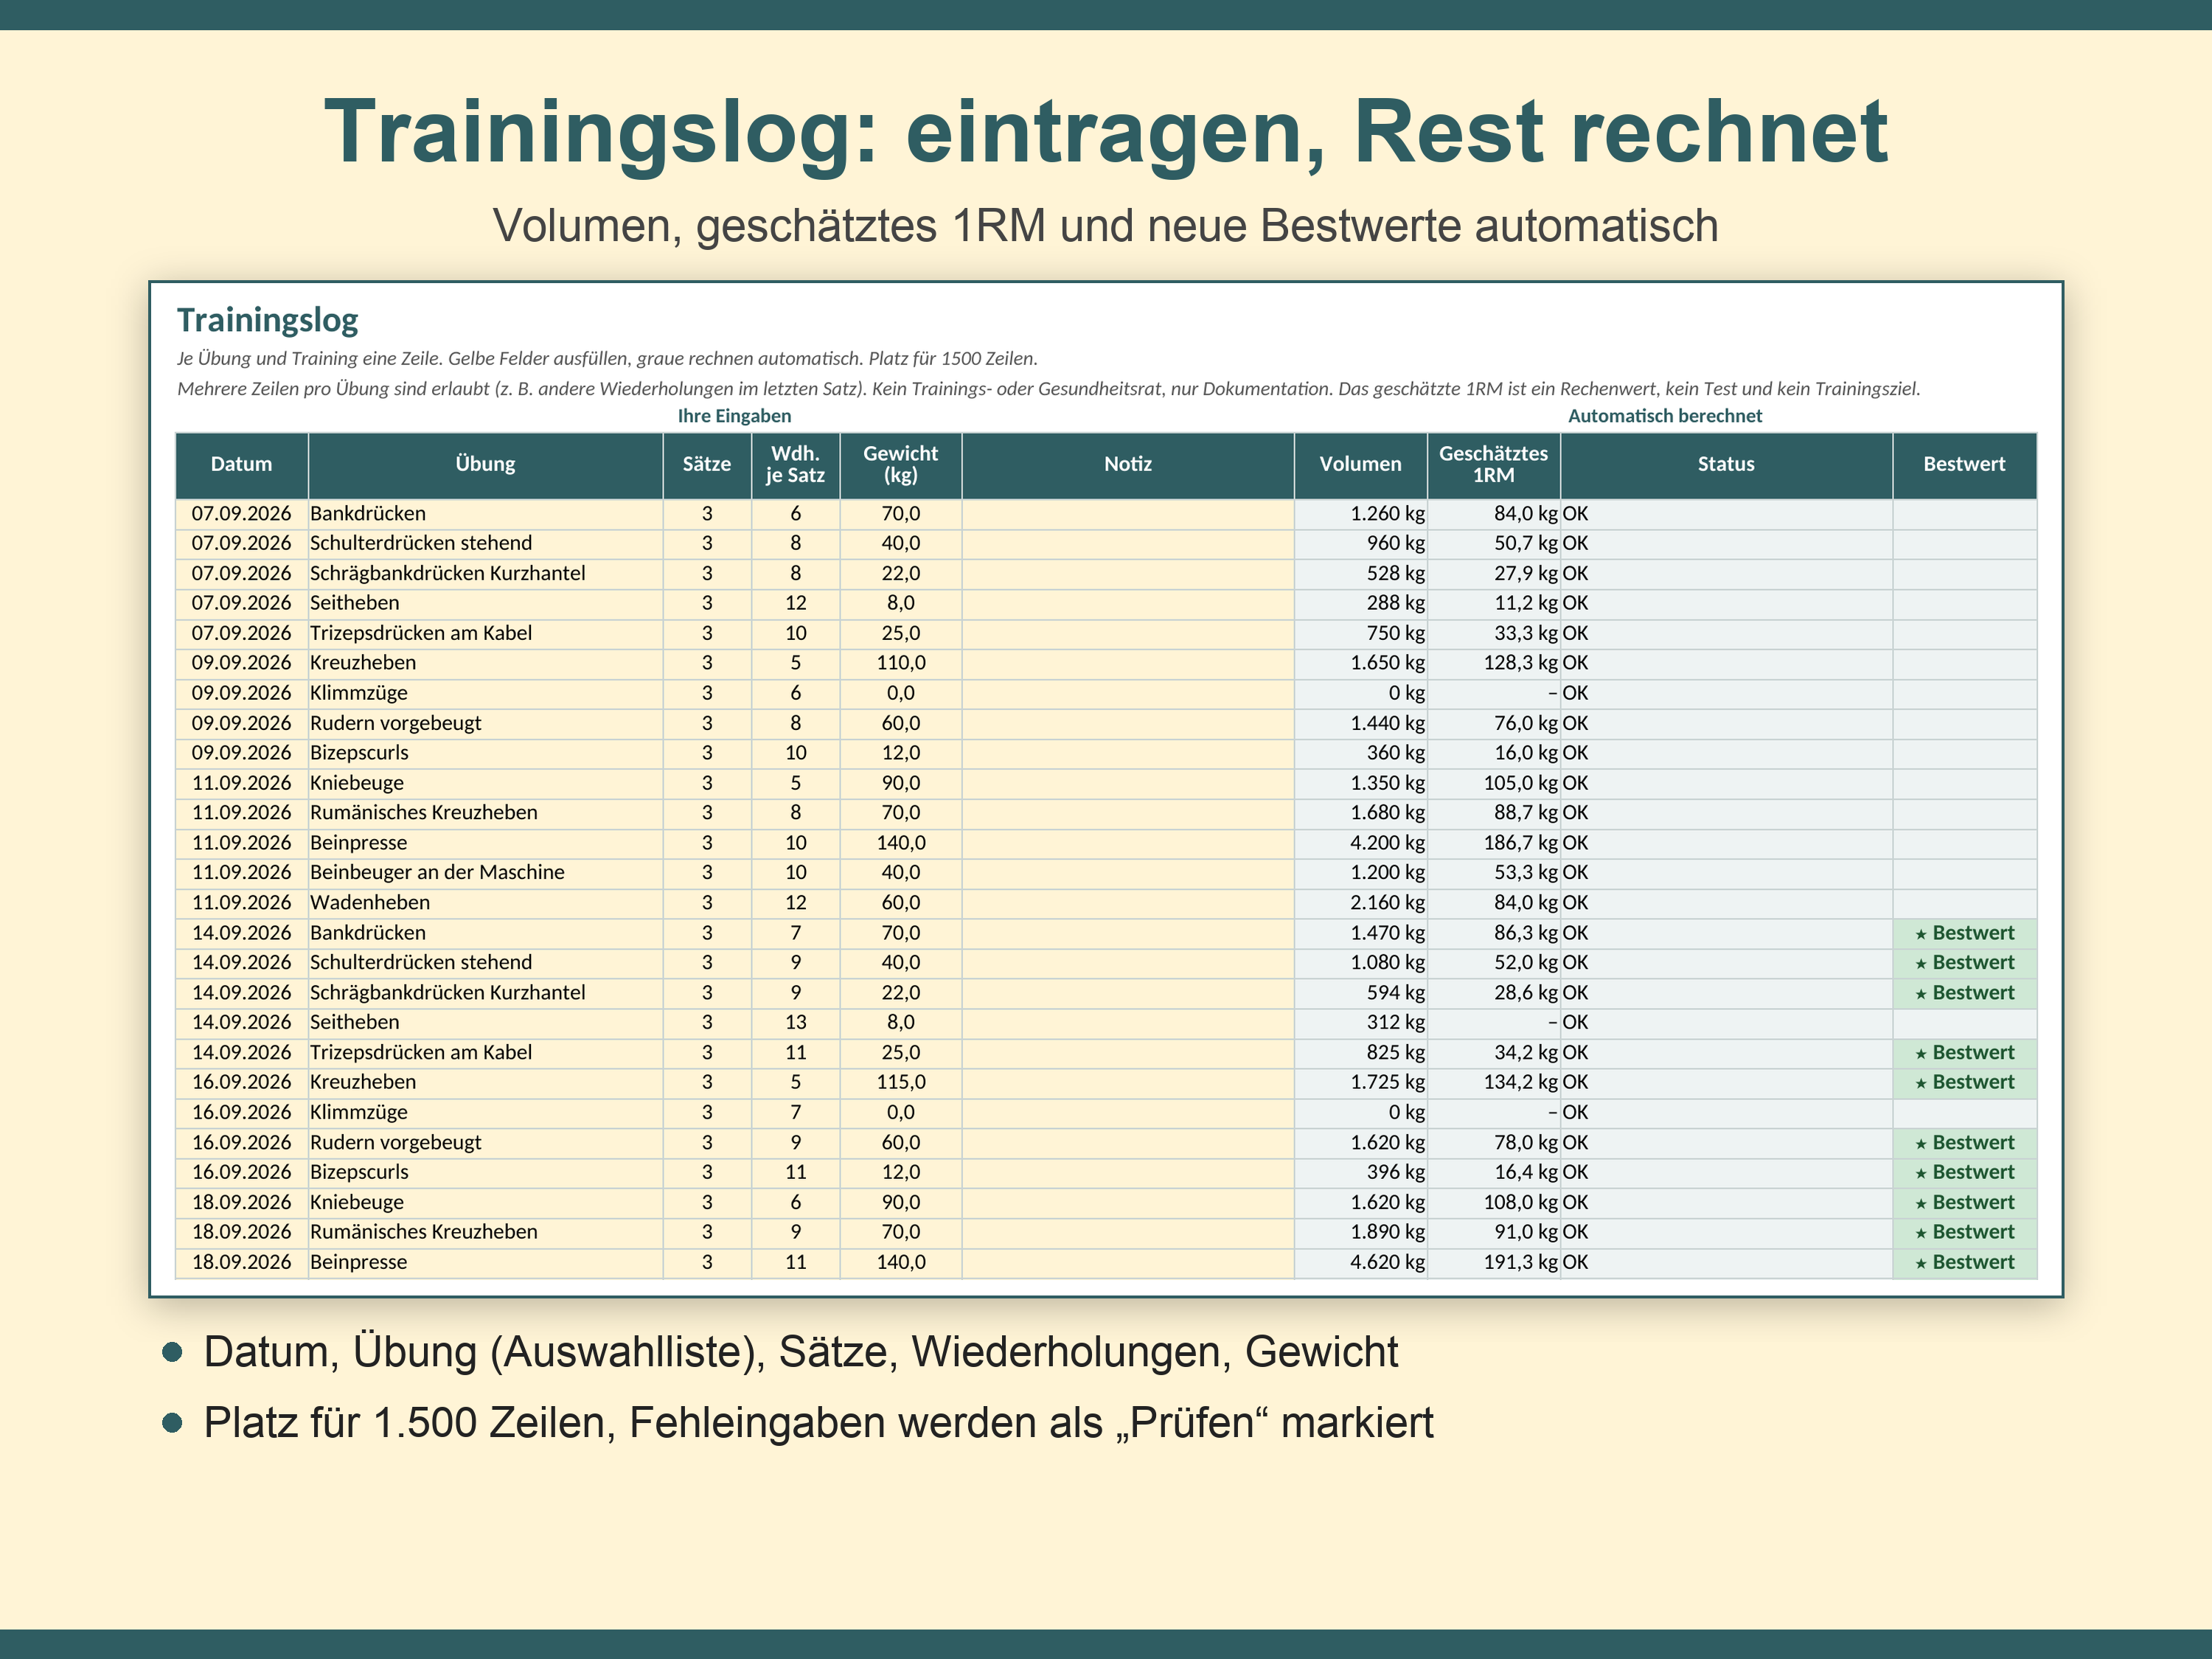 Trainingslog: eintragen, Rest rechnet
Volumen, geschätztes 1RM und neue Bestwerte automatisch
Trainingslog
Je Übung und Training eine Zeile. Gelbe Felder ausfüllen, graue rechnen automatisch. Platz für 1500 Zeilen.
Mehrere Zeilen pro Übung sind erlaubt (z. B. andere Wiederholungen im letzten Satz). Kein Trainings- oder Gesundheitsrat, nur Dokumentation. Das geschätzte 1RM ist ein Rechenwert, kein Test und kein Trainingsziel.
Ihre Eingaben Automatisch berechnet
Datum Übung Sätze Wdh. je Satz Gewicht (kg) Notiz Volumen Geschätztes 1RM Status Bestwert
07.09.2026 Bankdrücken 3 6 70,0 1.260 kg 84,0 kg OK
07.09.2026 Schulterdrücken stehend 3 8 40,0 960 kg 50,7 kg OK
07.09.2026 Schrägbankdrücken Kurzhantel 3 8 22,0 528 kg 27,9 kg OK
07.09.2026 Seitheben 3 12 8,0 288 kg 11,2 kg OK
07.09.2026 Trizepsdrücken am Kabel 3 10 25,0 750 kg 33,3 kg OK
09.09.2026 Kreuzheben 3 5 110,0 1.650 kg 128,3 kg OK
09.09.2026 Klimmzüge 3 6 0,0 0 kg – OK
09.09.2026 Rudern vorgebeugt 3 8 60,0 1.440 kg 76,0 kg OK
09.09.2026 Bizepscurls 3 10 12,0 360 kg 16,0 kg OK
11.09.2026 Kniebeuge 3 5 90,0 1.350 kg 105,0 kg OK
11.09.2026 Rumänisches Kreuzheben 3 8 70,0 1.680 kg 88,7 kg OK
11.09.2026 Beinpresse 3 10 140,0 4.200 kg 186,7 kg OK
11.09.2026 Beinbeuger an der Maschine 3 10 40,0 1.200 kg 53,3 kg OK
11.09.2026 Wadenheben 3 12 60,0 2.160 kg 84,0 kg OK
14.09.2026 Bankdrücken 3 7 70,0 1.470 kg 86,3 kg OK ★ Bestwert
14.09.2026 Schulterdrücken stehend 3 9 40,0 1.080 kg 52,0 kg OK ★ Bestwert
14.09.2026 Schrägbankdrücken Kurzhantel 3 9 22,0 594 kg 28,6 kg OK ★ Bestwert
14.09.2026 Seitheben 3 13 8,0 312 kg – OK
14.09.2026 Trizepsdrücken am Kabel 3 11 25,0 825 kg 34,2 kg OK ★ Bestwert
16.09.2026 Kreuzheben 3 5 115,0 1.725 kg 134,2 kg OK ★ Bestwert
16.09.2026 Klimmzüge 3 7 0,0 0 kg – OK
16.09.2026 Rudern vorgebeugt 3 9 60,0 1.620 kg 78,0 kg OK ★ Bestwert
16.09.2026 Bizepscurls 3 11 12,0 396 kg 16,4 kg OK ★ Bestwert
18.09.2026 Kniebeuge 3 6 90,0 1.620 kg 108,0 kg OK ★ Bestwert
18.09.2026 Rumänisches Kreuzheben 3 9 70,0 1.890 kg 91,0 kg OK ★ Bestwert
18.09.2026 Beinpresse 3 11 140,0 4.620 kg 191,3 kg OK ★ Bestwert
Datum, Übung (Auswahlliste), Sätze, Wiederholungen, Gewicht
Platz für 1.500 Zeilen, Fehleingaben werden als „Prüfen“ markiert